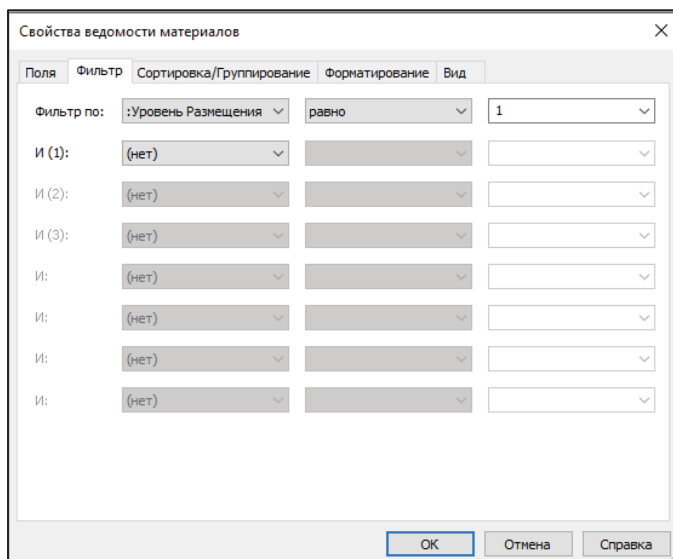 Свойства ведомости материалов
Поля Фильтр Сортировка/Группирование Форматирование Вид
Фильтр по: :Уровень Размещения равно 1
И (1): (нет)
И (2): (нет)
И (3): (нет)
И: (нет)
И: (нет)
И: (нет)
И: (нет)
ОК Отмена Справка